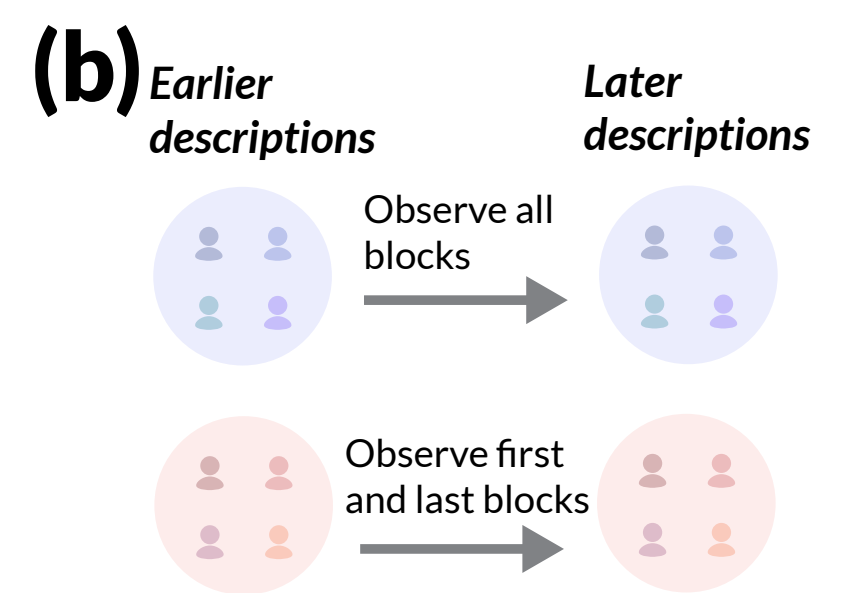 (b)
Earlier
descriptions
Later
descriptions
Observe all
blocks
Observe first
and last blocks